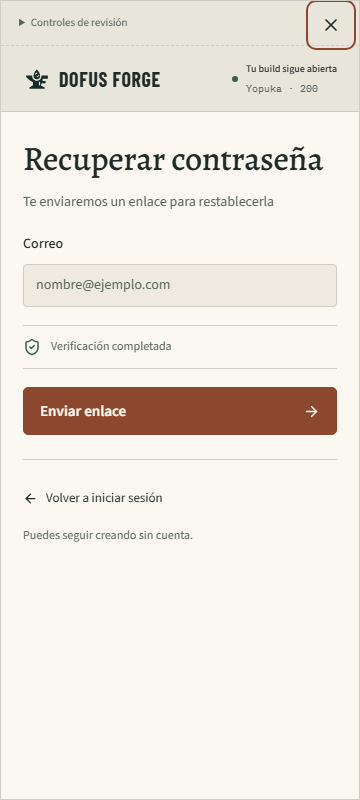 Controles de revisión
DOFUS FORGE
Tu build sigue abierta
Yopuka · 200
Recuperar contraseña
Te enviaremos un enlace para restablecerla
Correo
nombre@ejemplo.com
Verificación completada
Enviar enlace
Volver a iniciar sesión
Puedes seguir creando sin cuenta.